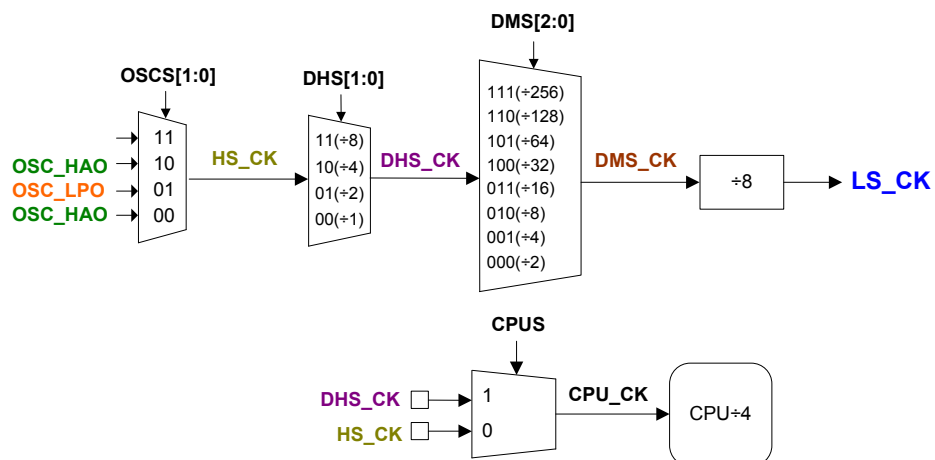 DMS[2:0]
OSCS[1:0]
DHS[1:0]
111(÷256)
110(÷128)
101(÷64)
100(÷32)
011(÷16)
010(÷8)
001(÷4)
000(÷2)
11
10
01
00
OSC_HAO
OSC_LPO
OSC_HAO
HS_CK
11(÷8)
10(÷4)
01(÷2)
00(÷1)
DHS_CK
DMS_CK
÷8
LS_CK
CPUS
DHS_CK
HS_CK
1
0
CPU_CK
CPU÷4